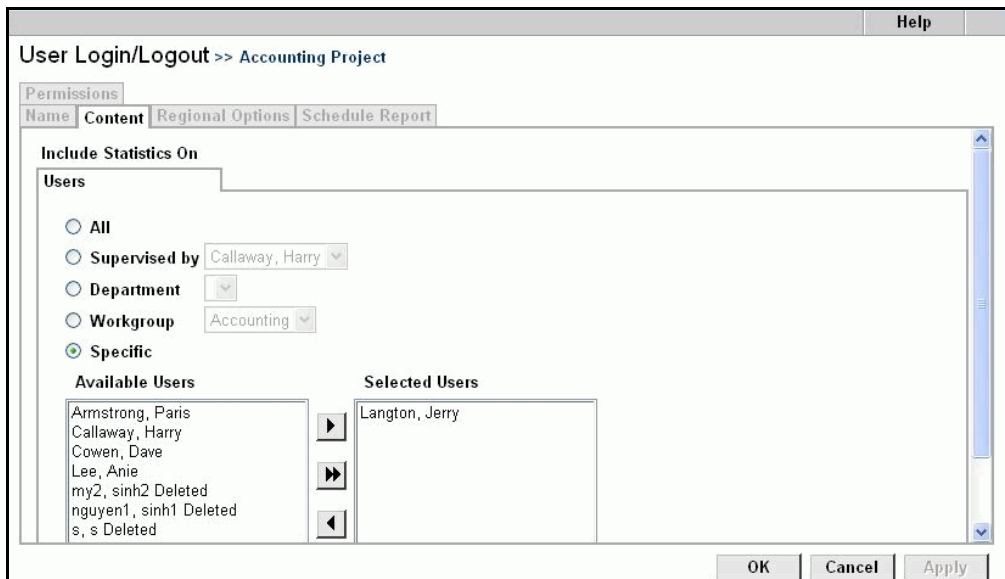 Help
User Login/Logout >> Accounting Project
Permissions
Name Content Regional Options Schedule Report
Include Statistics On
Users
All
Supervised by Callaway, Harry
Department
Workgroup Accounting
Specific
Available Users Selected Users
Armstrong, Paris Langton, Jerry
Callaway, Harry
Cowen, Dave
Lee, Anie
my2, sinh2 Deleted
nguyen1, sinh1 Deleted
s, s Deleted
OK Cancel Apply